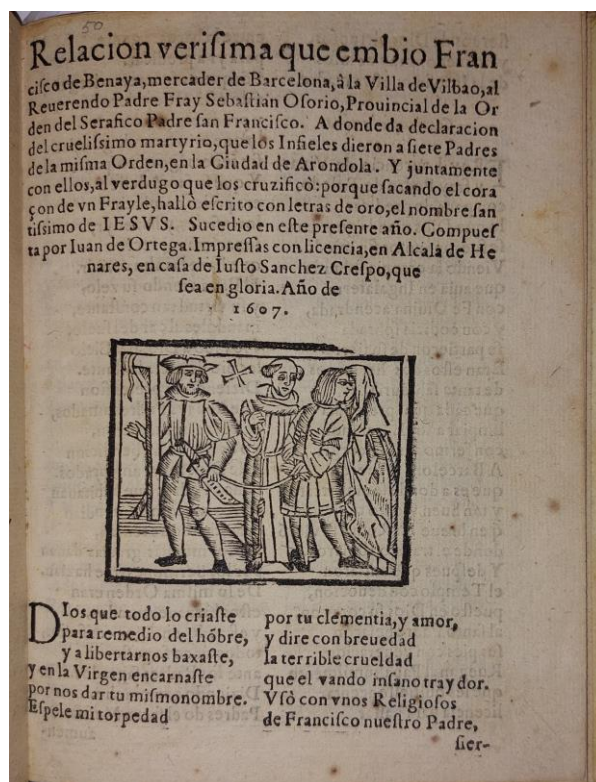 50
Relacion verisima que embio Fran
cisco de Benaya, mercader de Barcelona, à la Villa de Vilbao, al
Reuerendo Padre Fray Sebastian Osorio, Prouincial de la Or
den del Serafico Padre san Francisco. A donde da declaracion
del cruelissimo martyrio, que los Infieles dieron a siete Padres
de la misma Orden, en la Ciudad de Arondola. Y juntamente
con ellos, al verdugo que los cruzificò: porque sacando el cora
çon de vn Frayle, hallò escrito con letras de oro, el nombre san
tissimo de IESVS. Sucedio en este presente año. Compues
ta por Iuan de Ortega. Impressas con licencia, en Alcala de He
nares, en casa de Iusto Sanchez Crespo, que
sea en gloria. Año de
1607.
Dios que todo lo criaste
para remedio del hõbre,
y a libertarnos baxaste,
y en la Virgen encarnaste
por nos dar tu mismo nombre.
Espele mi torpedad
por tu clementia, y amor,
y dire con breuedad
la terrible crueldad
que el vando insano traydor.
Vsò con vnos Religiosos
de Francisco nuestro Padre,
sier-